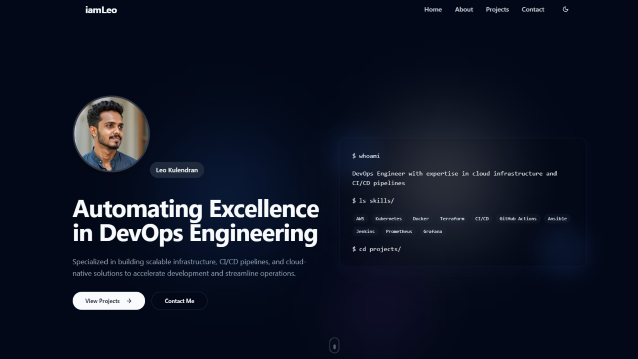 iamLeo
Home About Projects Contact
Leo Kulendran
Automating Excellence
in DevOps Engineering
Specialized in building scalable infrastructure, CI/CD pipelines, and cloud-
native solutions to accelerate development and streamline operations.
View Projects →
Contact Me
$ whoami
DevOps Engineer with expertise in cloud infrastructure and
CI/CD pipelines
$ ls skills/
AWS Kubernetes Docker Terraform CI/CD GitHub Actions Ansible
Jenkins Prometheus Grafana
$ cd projects/